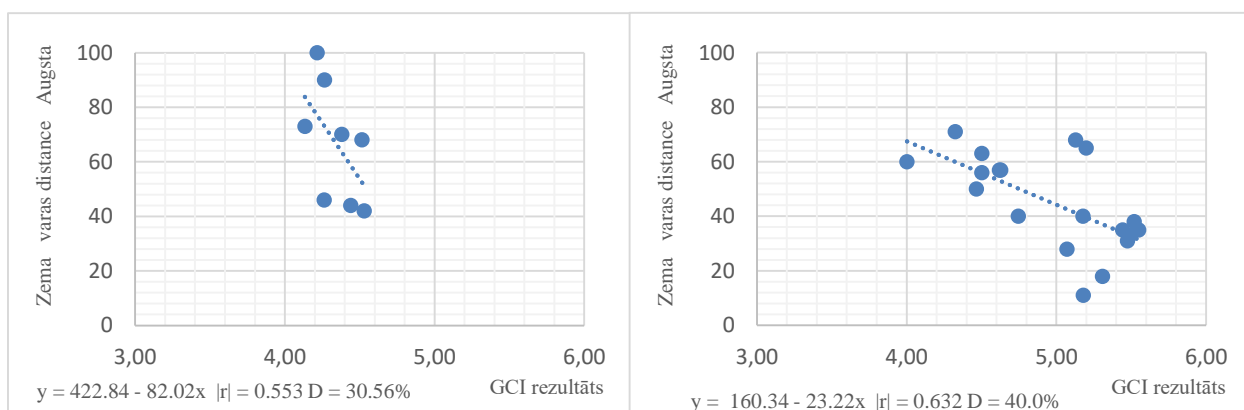 Zema varas distance Augsta
100
80
60
40
20
0
3,00 4,00 5,00 6,00
GCI rezultāts
y = 422.84 - 82.02x |r| = 0.553 D = 30.56%
Zema varas distance Augsta
100
80
60
40
20
0
3,00 4,00 5,00 6,00
GCI rezultāts
y = 160.34 - 23.22x |r| = 0.632 D = 40.0%